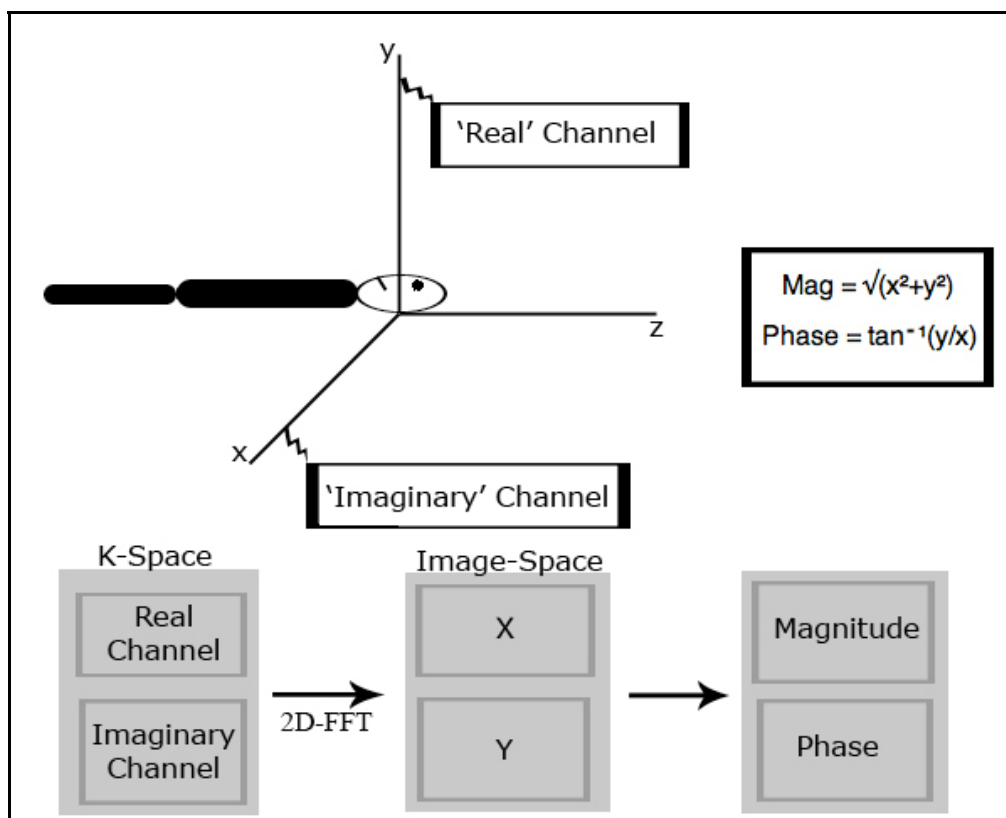 y
‘Real’ Channel
Mag = √(x²+y²)
Phase = tan⁻¹(y/x)
z
x
‘Imaginary’ Channel
K-Space
Real
Channel
Imaginary
Channel
2D-FFT
Image-Space
X
Y
Magnitude
Phase